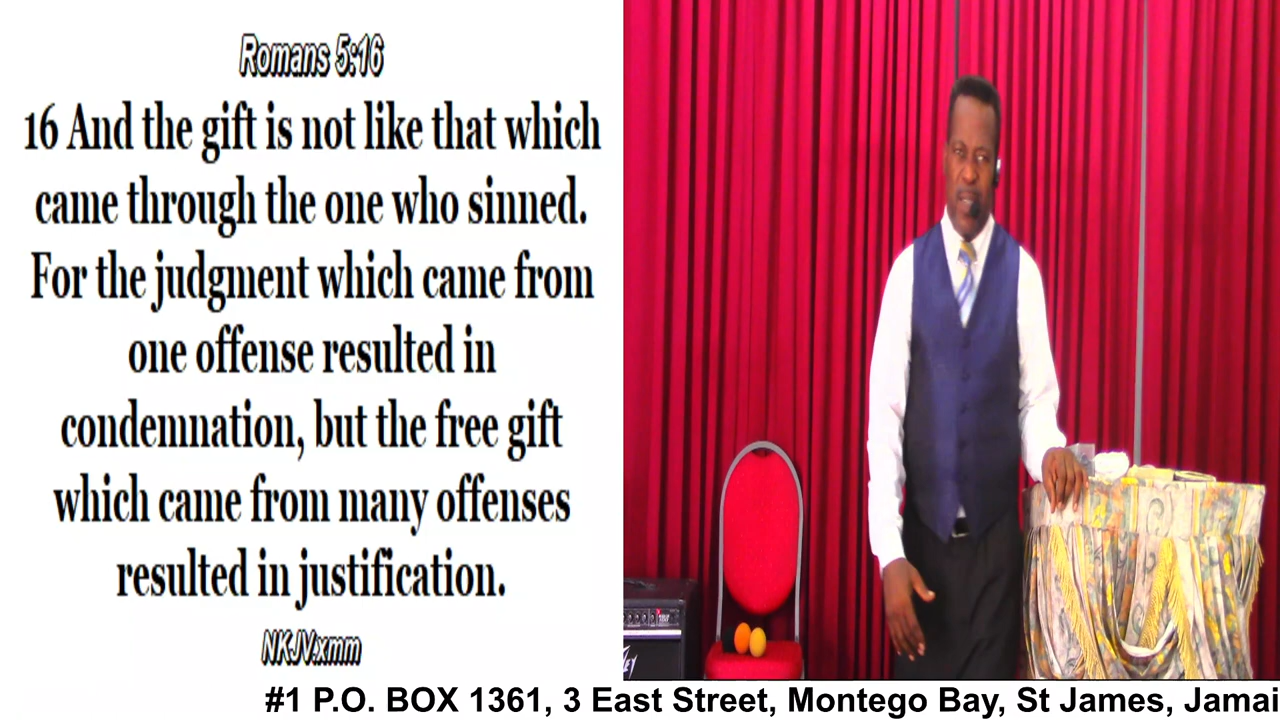 Romans 5:16
16 And the gift is not like that which
came through the one who sinned.
For the judgment which came from
one offense resulted in
condemnation, but the free gift
which came from many offenses
resulted in justification.
NKJV:xmm
#1 P.O. BOX 1361, 3 East Street, Montego Bay, St James, Jamai